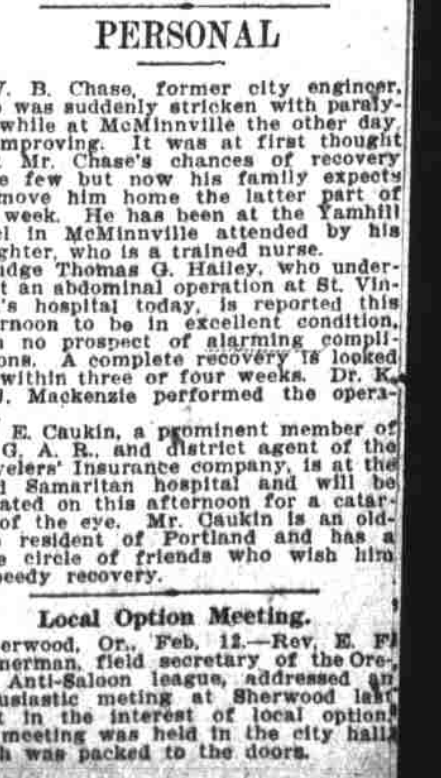 PERSONAL
. B. Chase, former city engineer,
was suddenly stricken with paraly-
while at McMinnville the other day,
mproving. It was at first thought
Mr. Chase's chances of recovery
e few but now his family expects
move him home the latter part of
week. He has been at the Yamhill
l in McMinnville attended by his
ghter, who is a trained nurse.
udge Thomas G. Hailey, who under-
t an abdominal operation at St. Vin-
's hospital today, is reported this
rnoon to be in excellent condition,
no prospect of alarming compli-
ons. A complete recovery is looked
within three or four weeks. Dr. K.
J. Mackenzie performed the opera-
E. Caukin, a prominent member of
G. A. R., and district agent of the
velers' Insurance company, is at the
d Samaritan hospital and will be
ated on this afternoon for a catar-
of the eye. Mr. Caukin is an old-
resident of Portland and has a
e circle of friends who wish him
peedy recovery.
Local Option Meeting.
erwood, Or., Feb. 12.—Rev. E. F.
nerman, field secretary of the Ore-
Anti-Saloon league, addressed an
usiastic meting at Sherwood last
t in the interest of local option.
meeting was held in the city hall
h was packed to the doors.